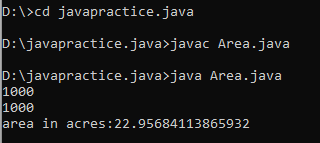 D:\>cd javapractice.java
D:\javapractice.java>javac Area.java
D:\javapractice.java>java Area.java
1000
1000
area in acres:22.95684113865932